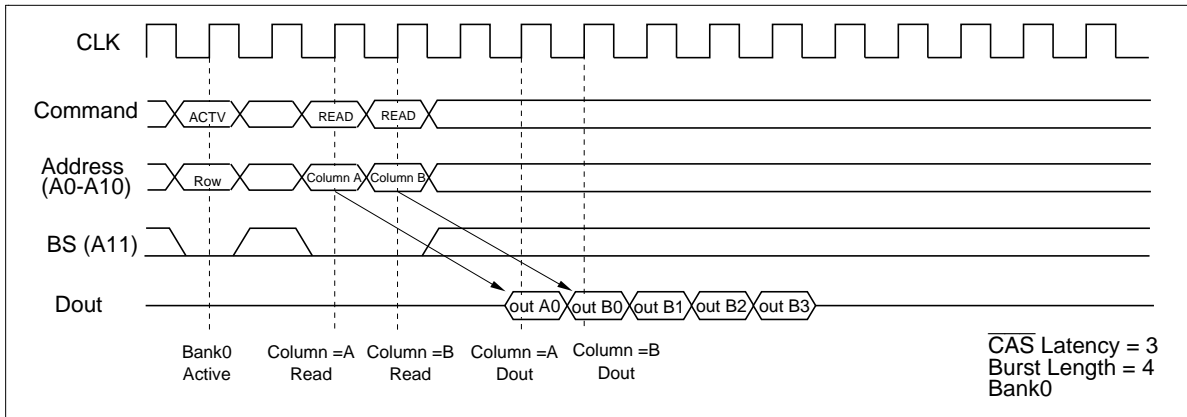 CLK
Command
ACTV
READ
READ
Address
(A0-A10)
Row
Column A
Column B
BS (A11)
Dout
out A0
out B0
out B1
out B2
out B3
Bank0
Active
Column =A
Read
Column =B
Read
Column =A
Dout
Column =B
Dout
CAS Latency = 3
Burst Length = 4
Bank0